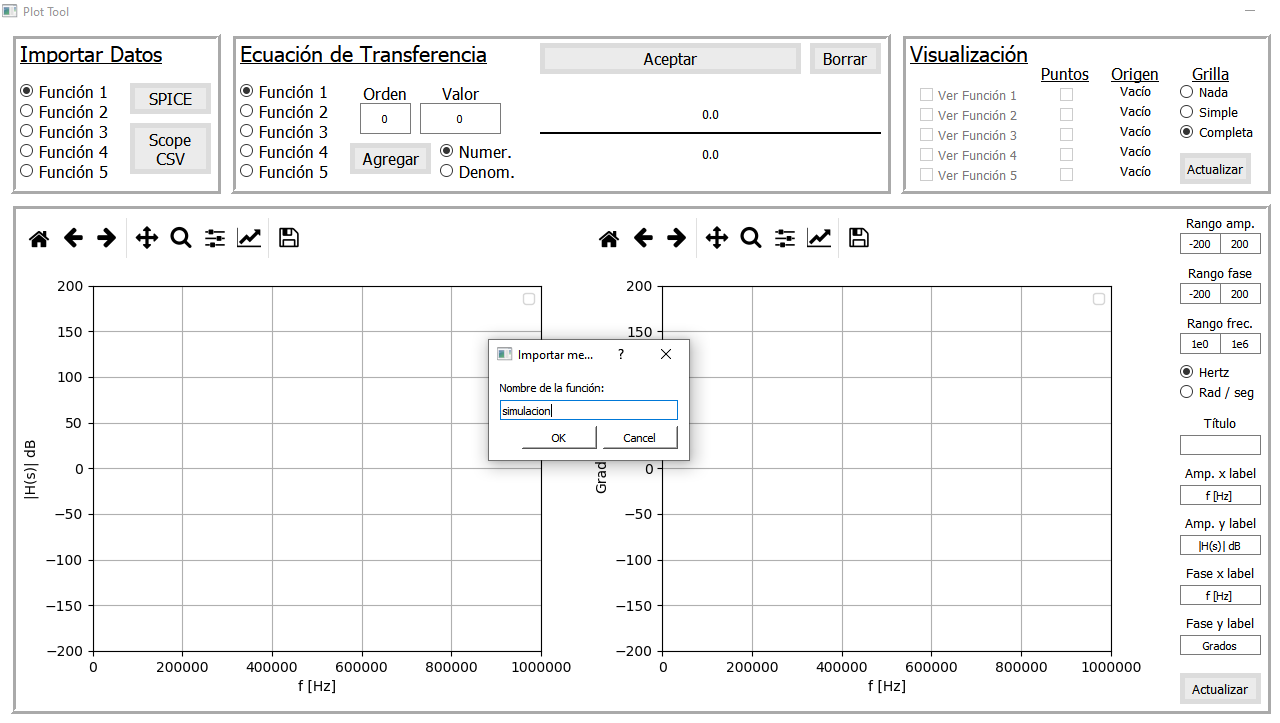 Plot Tool
Importar Datos
Función 1
Función 2
Función 3
Función 4
Función 5
SPICE
Scope
CSV
Ecuación de Transferencia
Función 1
Función 2
Función 3
Función 4
Función 5
Orden
Valor
0
0
Agregar
Numer.
Denom.
Aceptar
Borrar
0.0
0.0
Visualización
Puntos
Origen
Grilla
Ver Función 1
Vacío
Nada
Ver Función 2
Vacío
Simple
Ver Función 3
Vacío
Completa
Ver Función 4
Vacío
Ver Función 5
Vacío
Actualizar
200
150
100
50
0
−50
−100
−150
−200
|H(s)| dB
0
200000
400000
600000
800000
1000000
f [Hz]
Importar me...
?
Nombre de la función:
simulacion
OK
Cancel
200
150
0
−50
−100
−150
−200
Grad
0
200000
400000
600000
800000
1000000
f [Hz]
Rango amp.
-200
200
Rango fase
-200
200
Rango frec.
1e0
1e6
Hertz
Rad / seg
Título
Amp. x label
f [Hz]
Amp. y label
|H(s)| dB
Fase x label
f [Hz]
Fase y label
Grados
Actualizar